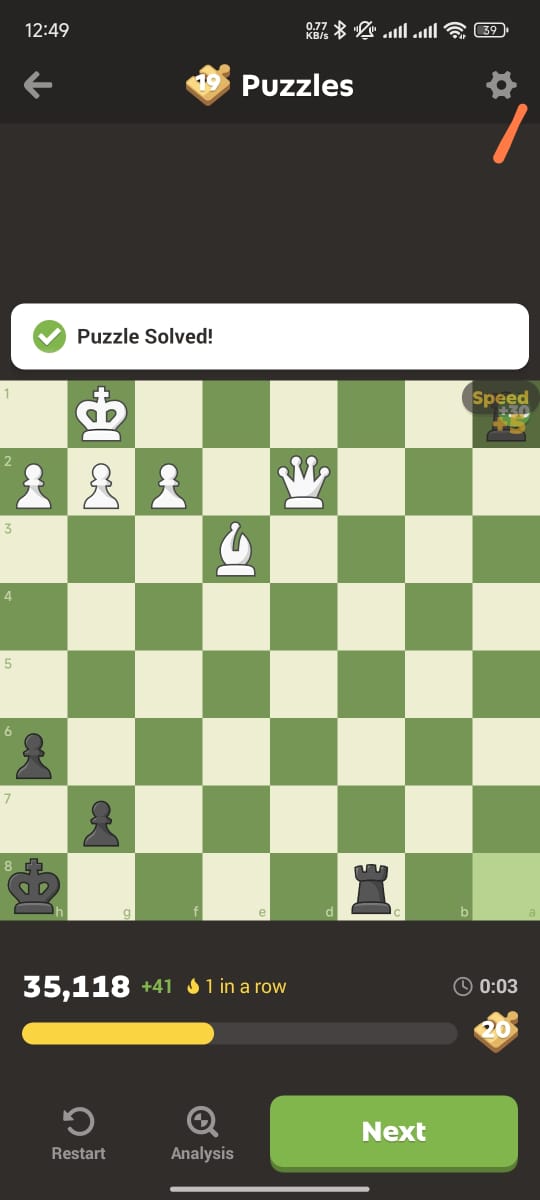 12:49
0.77
KB/s
39
19 Puzzles
Puzzle Solved!
1
Speed
+30
+5
2
3
4
5
6
7
8
h g f e d c b a
35,118 +41 1 in a row 0:03
20
Restart Analysis Next